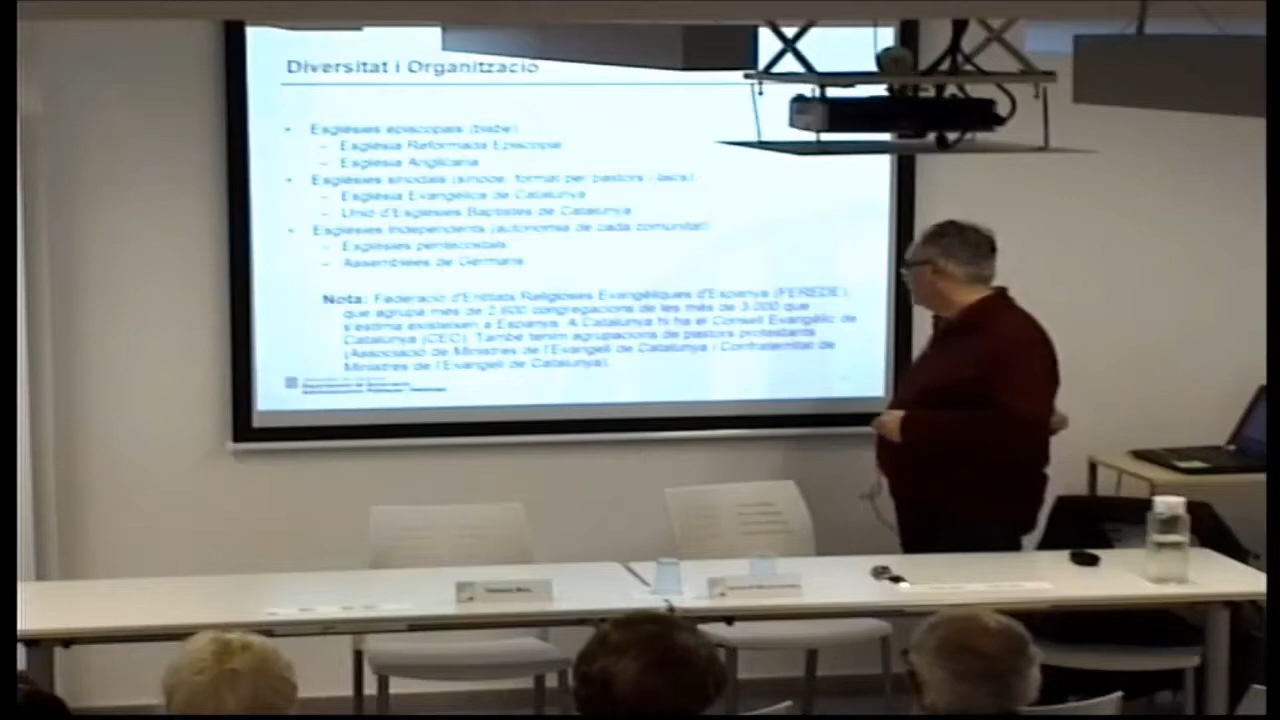 Diversitat i Organització
• Esglésies episcopals (bisbe)
– Església Reformada Episcopal
– Església Anglicana
• Esglésies sinodals (sínode, format per pastors i laics)
– Església Evangèlica de Catalunya
– Unió d'Esglésies Baptistes de Catalunya
• Esglésies independents (autonomia de cada comunitat)
– Esglésies pentecostals
– Assemblees de Germans
Nota: Federació d'Entitats Religioses Evangèliques d'Espanya (FEREDE),
que agrupa més de 2.600 congregacions de les més de 3.000 que
s'estima existeixen a Espanya. A Catalunya hi ha el Consell Evangèlic de
Catalunya (CEC). També tenim agrupacions de pastors protestants
(Associació de Ministres de l'Evangeli de Catalunya i Confraternitat de
Ministres de l'Evangeli de Catalunya).